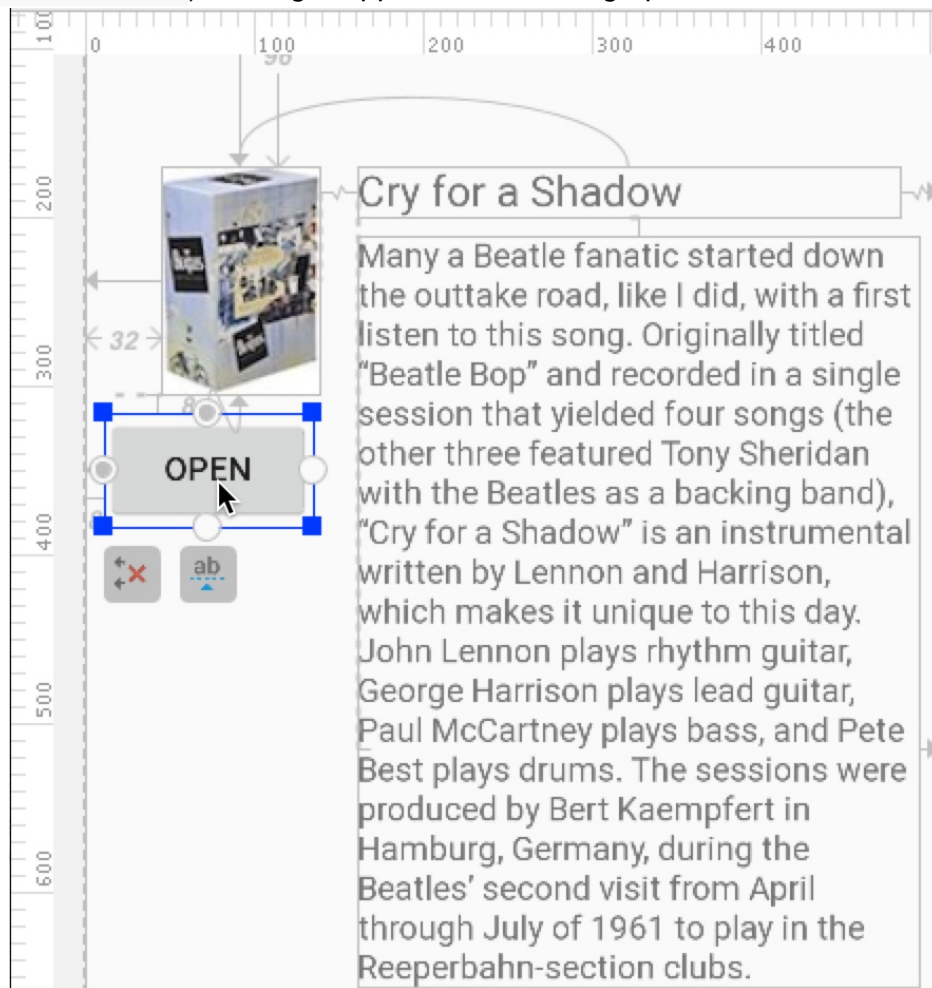 100
0 100 200 300 400
96
200
Cry for a Shadow
Many a Beatle fanatic started down
the outtake road, like I did, with a first
listen to this song. Originally titled
“Beatle Bop” and recorded in a single
session that yielded four songs (the
other three featured Tony Sheridan
with the Beatles as a backing band),
“Cry for a Shadow” is an instrumental
written by Lennon and Harrison,
which makes it unique to this day.
John Lennon plays rhythm guitar,
George Harrison plays lead guitar,
Paul McCartney plays bass, and Pete
Best plays drums. The sessions were
produced by Bert Kaempfert in
Hamburg, Germany, during the
Beatles’ second visit from April
through July of 1961 to play in the
Reeperbahn-section clubs.
32
300
8
OPEN
400
ab
500
600